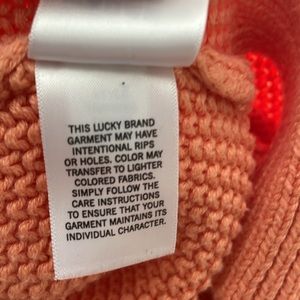 THIS LUCKY BRAND
GARMENT MAY HAVE
INTENTIONAL RIPS
OR HOLES. COLOR MAY
TRANSFER TO LIGHTER
COLORED FABRICS.
SIMPLY FOLLOW THE
CARE INSTRUCTIONS
TO ENSURE THAT YOUR
GARMENT MAINTAINS ITS
INDIVIDUAL CHARACTER.